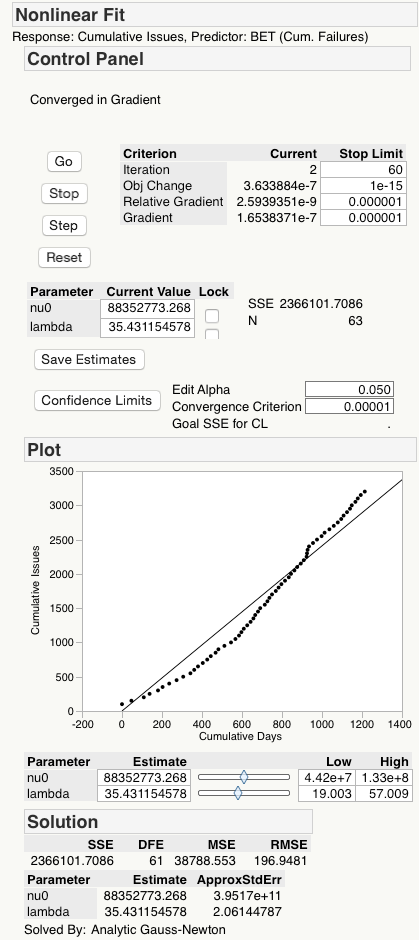 Nonlinear Fit
Response: Cumulative Issues, Predictor: BET (Cum. Failures)
Control Panel
Converged in Gradient
Go
Stop
Step
Reset
Criterion Current Stop Limit
Iteration 2 60
Obj Change 3.633884e-7 1e-15
Relative Gradient 2.5939351e-9 0.000001
Gradient 1.6538371e-7 0.000001
Parameter Current Value Lock
nu0 88352773.268
lambda 35.431154578
SSE 2366101.7086
N 63
Save Estimates
Confidence Limits
Edit Alpha 0.050
Convergence Criterion 0.00001
Goal SSE for CL .
Plot
Cumulative Issues
3500
3000
2500
2000
1500
1000
500
0
-200 0 200 400 600 800 1000 1200 1400
Cumulative Days
Parameter Estimate Low High
nu0 88352773.268 4.42e+7 1.33e+8
lambda 35.431154578 19.003 57.009
Solution
SSE DFE MSE RMSE
2366101.7086 61 38788.553 196.9481
Parameter Estimate ApproxStdErr
nu0 88352773.268 3.9517e+11
lambda 35.431154578 2.06144787
Solved By: Analytic Gauss-Newton